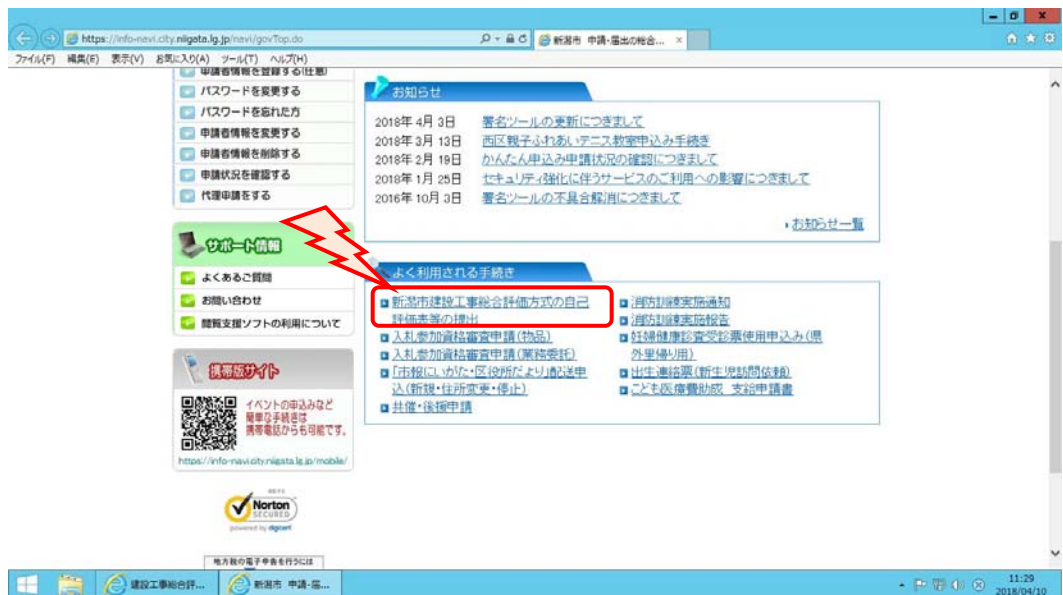 https://info-navi.city.niigata.lg.jp/navi/govTop.do
新潟市 申請・届出の総合...
ファイル(F) 編集(E) 表示(V) お気に入り(A) ツール(T) ヘルプ(H)
申請者情報を登録する(任意)
パスワードを変更する
パスワードを忘れた方
申請者情報を変更する
申請者情報を削除する
申請状況を確認する
代理申請をする
サポート情報
よくあるご質問
お問い合わせ
閲覧支援ソフトの利用について
携帯版サイト
イベントの申込みなど
簡単な手続きは
携帯電話からも可能です。
https://info-navi.city.niigata.lg.jp/mobile/
Norton
SECURED
powered by digicert
地方税の電子申告を行うには
お知らせ
2018年 4月 3日 署名ツールの更新につきまして
2018年 3月 13日 西区親子ふれあいテニス教室申込み手続き
2018年 2月 19日 かんたん申込み申請状況の確認につきまして
2018年 1月 25日 セキュリティ強化に伴うサービスのご利用への影響につきまして
2016年 10月 3日 署名ツールの不具合解消につきまして
お知らせ一覧
よく利用される手続き
新潟市建設工事総合評価方式の自己
評価表等の提出
入札参加資格審査申請(物品)
入札参加資格審査申請(業務委託)
「市報にいがた・区役所だより」配送申
込(新規・住所変更・停止)
共催・後援申請
消防訓練実施通知
消防訓練実施報告
妊婦健康診査受診票使用申込み(県
外里帰り用)
出生連絡票(新生児訪問依頼)
こども医療費助成 支給申請書
建設工事総合評...
新潟市 申請・届...
11:29
2018/04/10